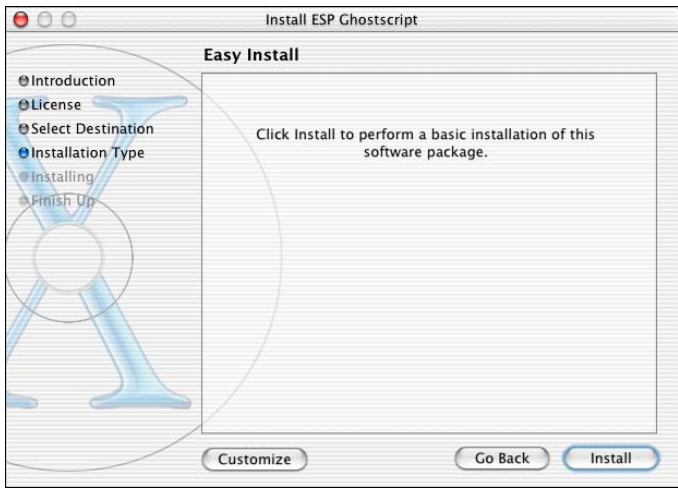 Install ESP Ghostscript
Easy Install
Introduction
License
Select Destination
Installation Type
Installing
Finish Up
Click Install to perform a basic installation of this
software package.
Customize
Go Back
Install